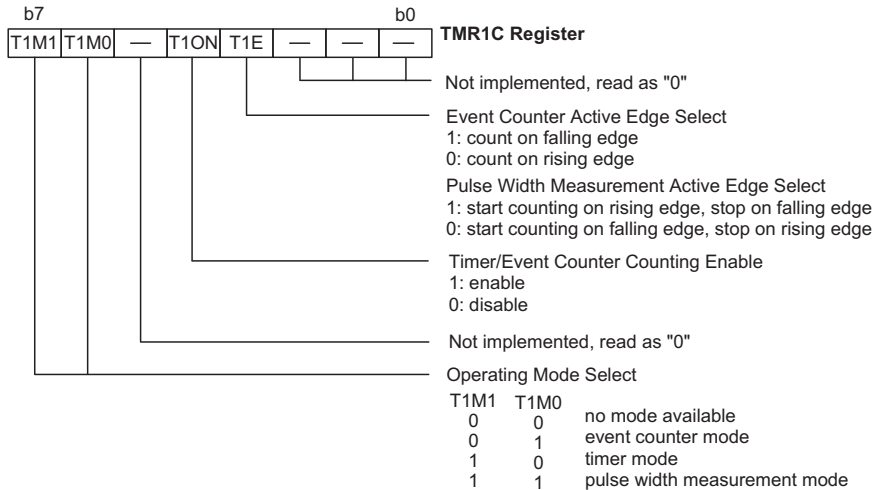 b7 b0
T1M1 T1M0 — T1ON T1E — — —
TMR1C Register
Not implemented, read as "0"
Event Counter Active Edge Select
1: count on falling edge
0: count on rising edge
Pulse Width Measurement Active Edge Select
1: start counting on rising edge, stop on falling edge
0: start counting on falling edge, stop on rising edge
Timer/Event Counter Counting Enable
1: enable
0: disable
Not implemented, read as "0"
Operating Mode Select
T1M1 T1M0
0 0 no mode available
0 1 event counter mode
1 0 timer mode
1 1 pulse width measurement mode